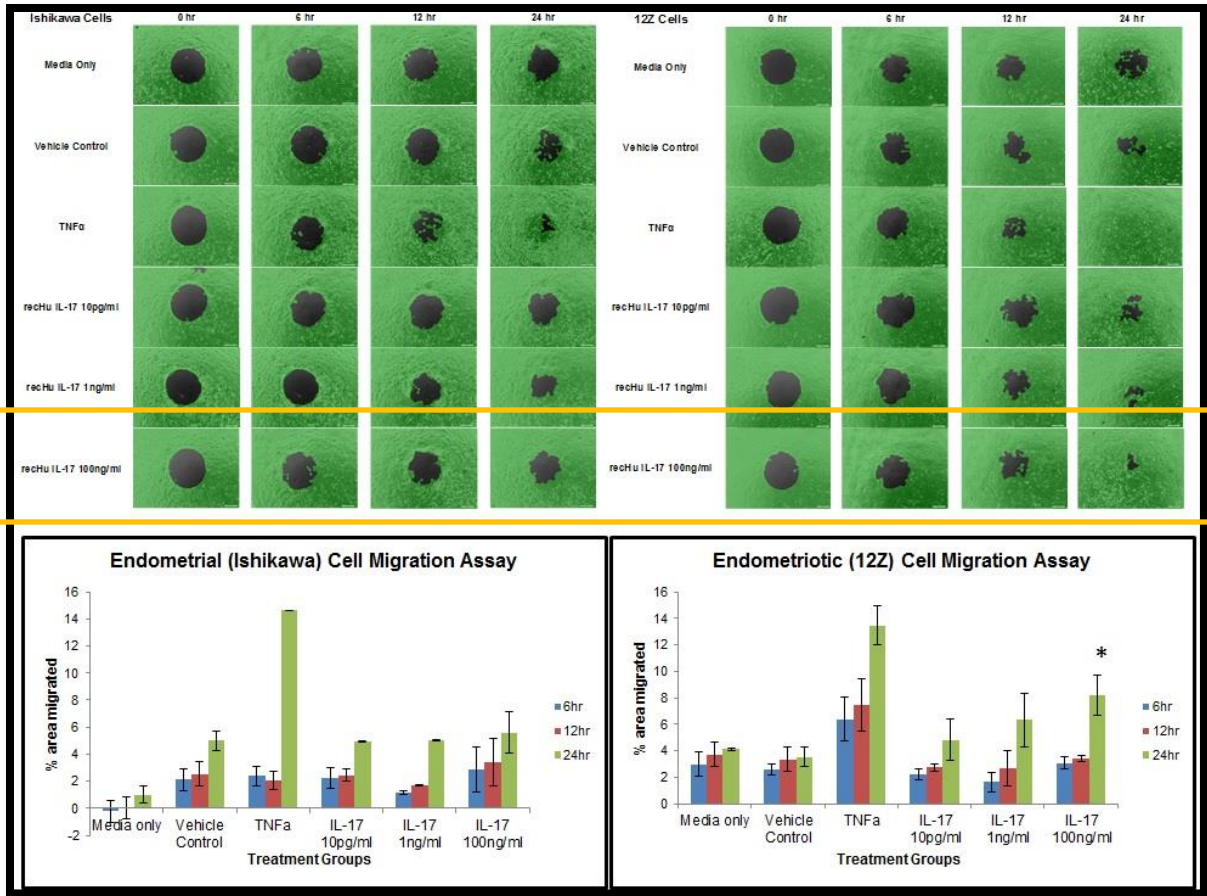 Ishikawa Cells 0 hr 6 hr 12 hr 24 hr
Media Only
Vehicle Control
TNFα
recHu IL-17 10pg/ml
recHu IL-17 1ng/ml
recHu IL-17 100ng/ml
12Z Cells 0 hr 6 hr 12 hr 24 hr
Media Only
Vehicle Control
TNFα
recHu IL-17 10pg/ml
recHu IL-17 1ng/ml
recHu IL-17 100ng/ml
Endometrial (Ishikawa) Cell Migration Assay
% area migrated
16
14
12
10
8
6
4
2
0
-2
Media only Vehicle TNFa IL-17 IL-17 IL-17
Control 10pg/ml 1ng/ml 100ng/ml
Treatment Groups
6hr
12hr
24hr
Endometriotic (12Z) Cell Migration Assay
% area migrated
16
14
12
10
8
6
4
2
0
*
Media only Vehicle TNFa IL-17 IL-17 IL-17
Control 10pg/ml 1ng/ml 100ng/ml
Treatment Groups
6hr
12hr
24hr